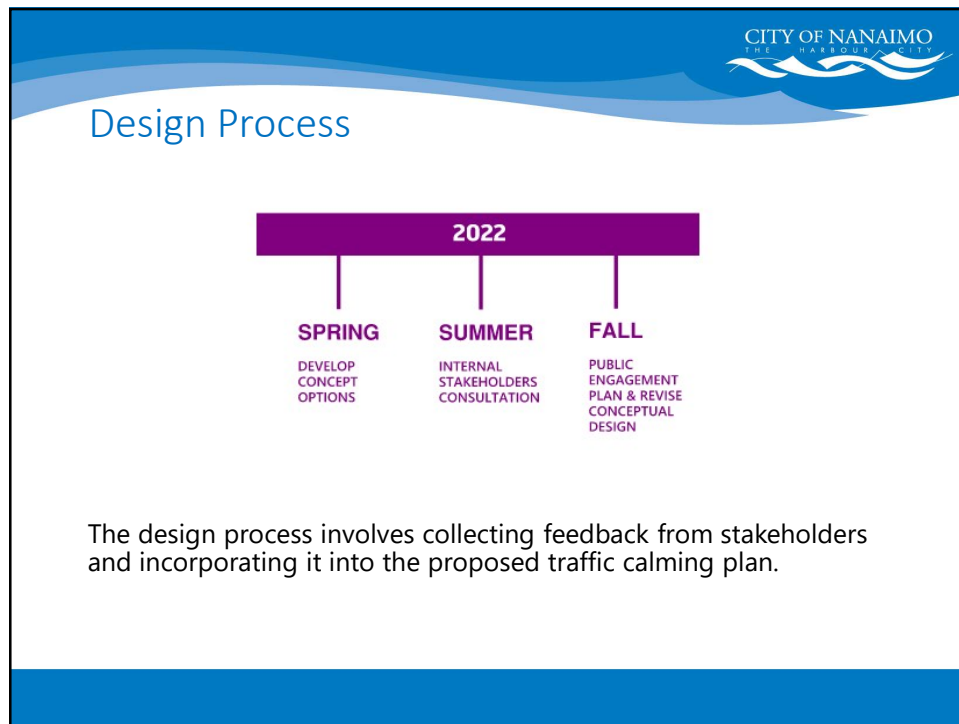 CITY OF NANAIMO
THE HARBOUR CITY
Design Process
2022
SPRING
DEVELOP
CONCEPT
OPTIONS
SUMMER
INTERNAL
STAKEHOLDERS
CONSULTATION
FALL
PUBLIC
ENGAGEMENT
PLAN & REVISE
CONCEPTUAL
DESIGN
The design process involves collecting feedback from stakeholders
and incorporating it into the proposed traffic calming plan.